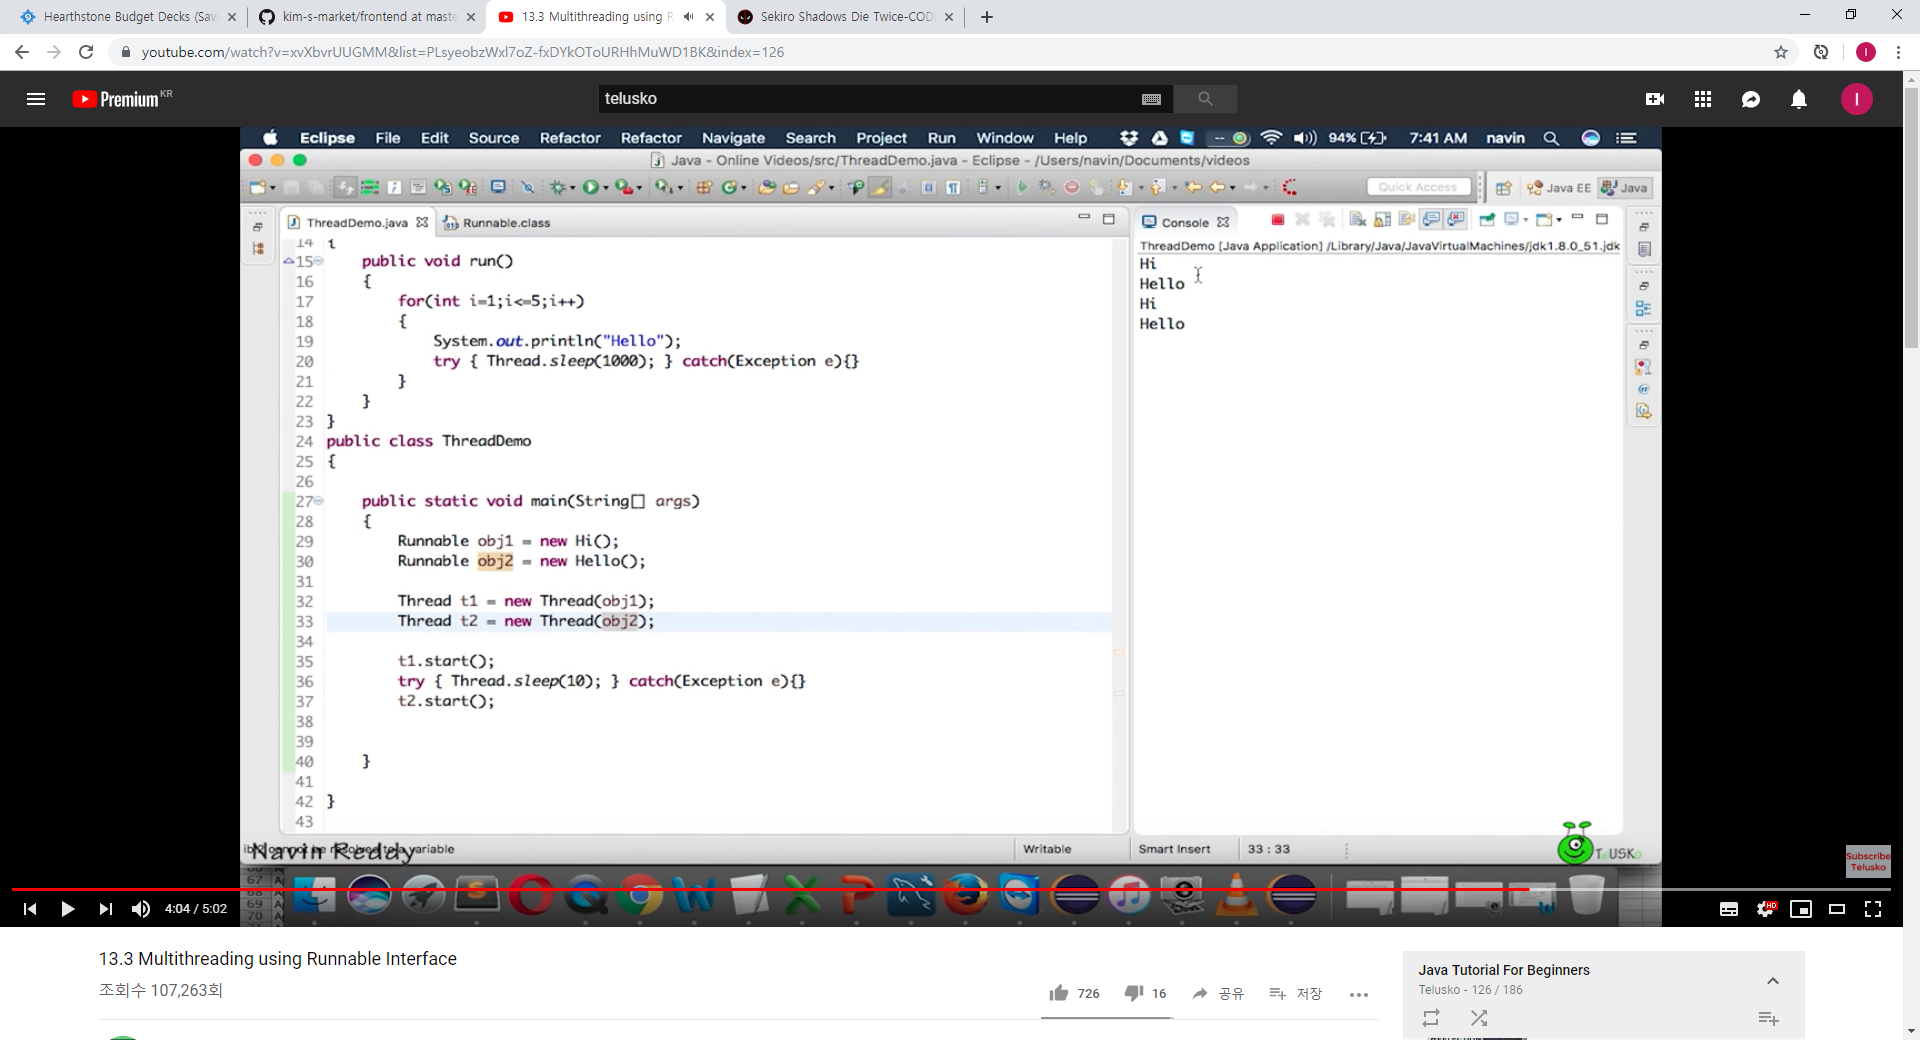 Hearthstone Budget Decks (Sav
kim-s-market/frontend at maste
13.3 Multithreading using R
Sekiro Shadows Die Twice-COD
youtube.com/watch?v=xvXbvrUUGMM&list=PLsyeobzWxl7oZ-fxDYkOToURHhMuWD1BK&index=126
I
Premium KR
telusko
I
Eclipse File Edit Source Refactor Refactor Navigate Search Project Run Window Help
94% 7:41 AM navin
Java - Online Videos/src/ThreadDemo.java - Eclipse - /Users/navin/Documents/videos
Quick Access
Java EE
Java
ThreadDemo.java
Runnable.class
14 {
15 public void run()
16 {
17 for(int i=1;i<=5;i++)
18 {
19 System.out.println("Hello");
20 try { Thread.sleep(1000); } catch(Exception e){}
21 }
22 }
23 }
24 public class ThreadDemo
25 {
26
27 public static void main(String[] args)
28 {
29 Runnable obj1 = new Hi();
30 Runnable obj2 = new Hello();
31
32 Thread t1 = new Thread(obj1);
33 Thread t2 = new Thread(obj2);
34
35 t1.start();
36 try { Thread.sleep(10); } catch(Exception e){}
37 t2.start();
38
39
40 }
41
42 }
43
Console
ThreadDemo [Java Application] /Library/Java/JavaVirtualMachines/jdk1.8.0_51.jdk
Hi
Hello
Hi
Hello
Navin Reddy
variable
Writable
Smart Insert
33 : 33
TeLUSKo
Subscribe
Telusko
67
68
69
70
4:04 / 5:02
HD
13.3 Multithreading using Runnable Interface
조회수 107,263회
726
16
공유
저장
Java Tutorial For Beginners
Telusko - 126 / 186